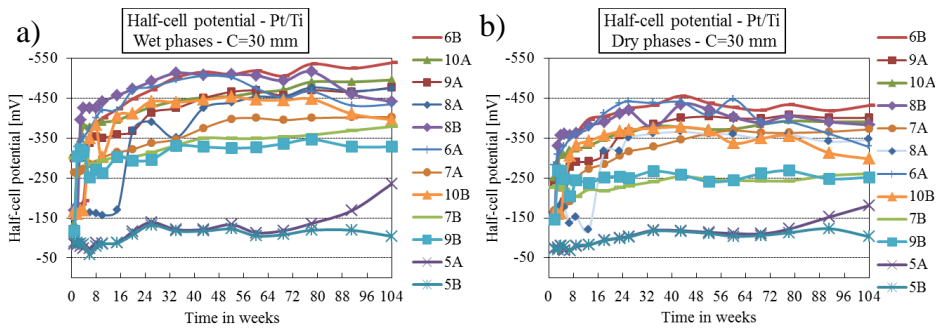 a)
Half-cell potential - Pt/Ti
Wet phases - C=30 mm
Half-cell potential [mV]
-550
-450
-350
-250
-150
-50
0 8 16 24 32 40 48 56 64 72 80 88 96 104
Time in weeks
6B
10A
9A
8A
8B
6A
7A
10B
7B
9B
5A
5B
b)
Half-cell potential - Pt/Ti
Dry phases - C=30 mm
Half-cell potential [mV]
-550
-450
-350
-250
-150
-50
0 8 16 24 32 40 48 56 64 72 80 88 96 104
Time in weeks
6B
9A
10A
8B
7A
8A
6A
10B
7B
9B
5A
5B